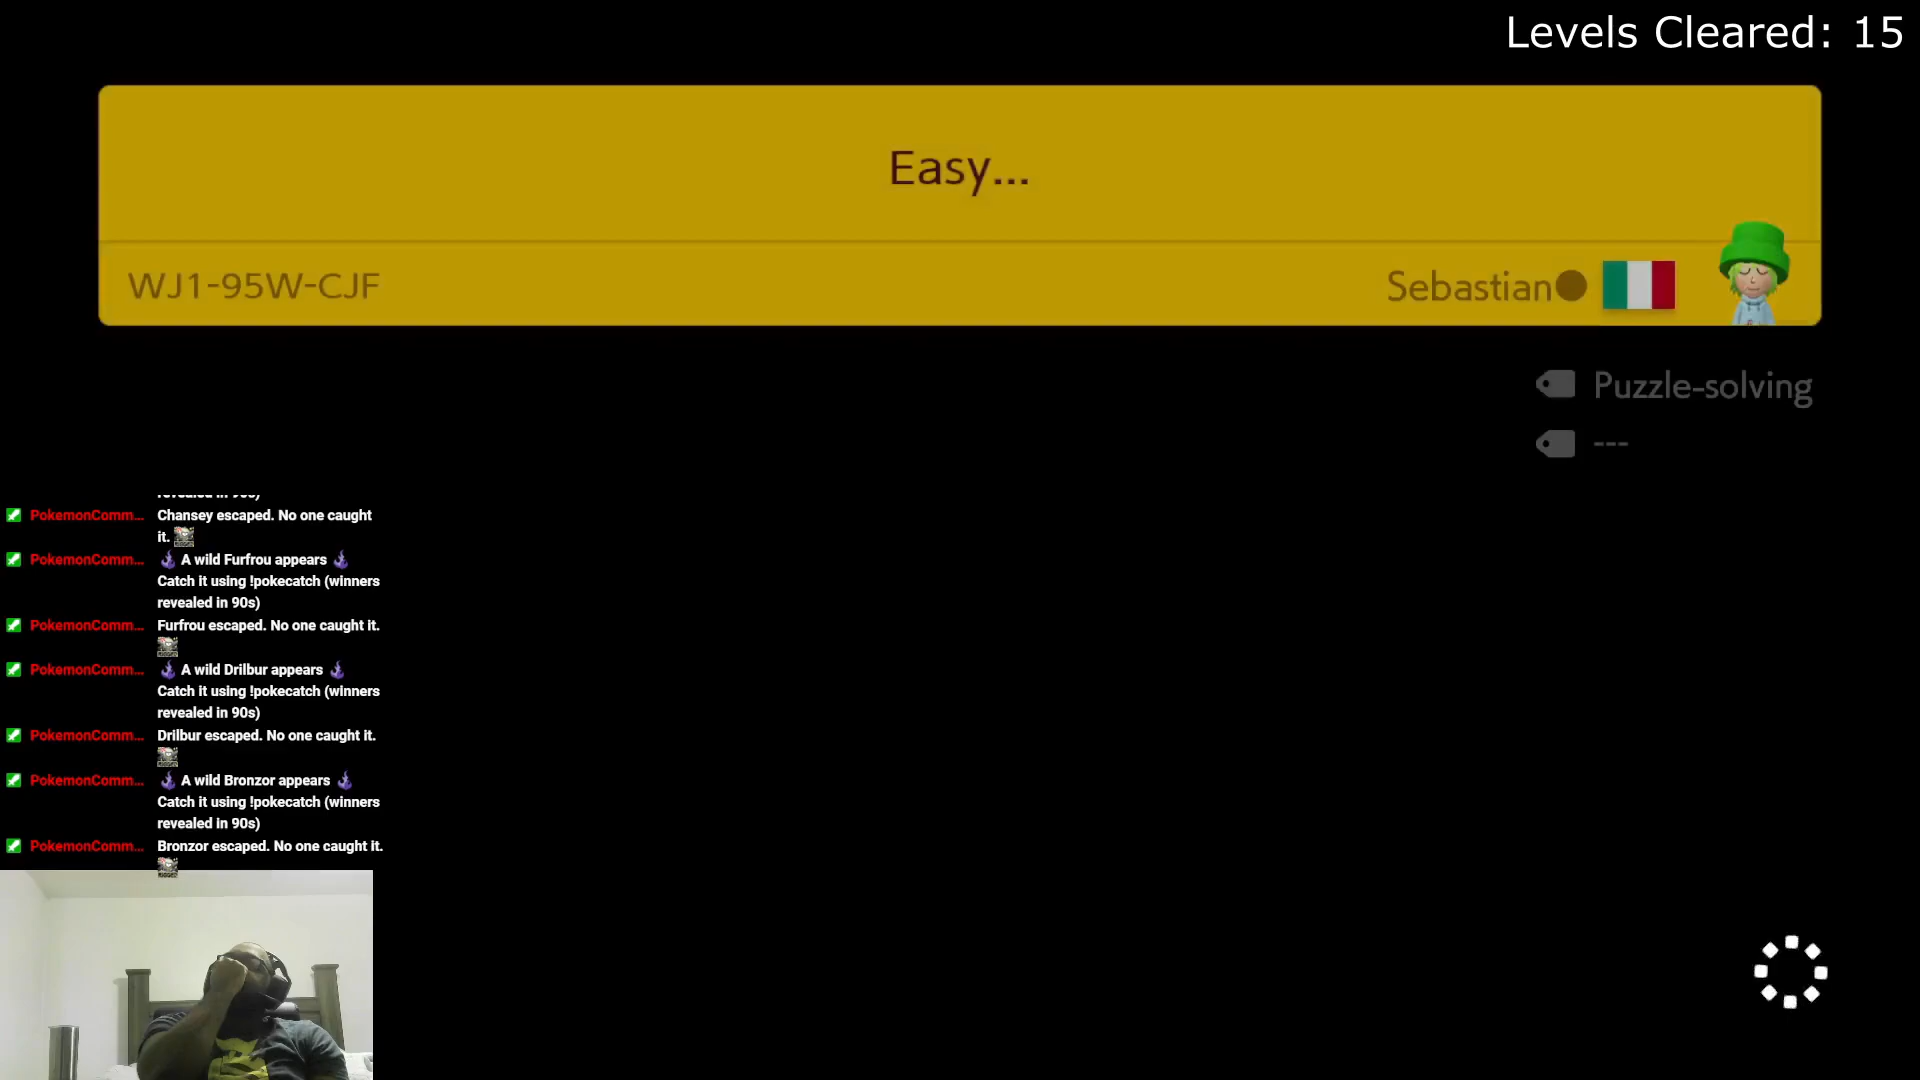 Levels Cleared: 15
Easy...
WJ1-95W-CJF
Sebastian●
Puzzle-solving
---
revealed in 90s)
PokemonComm... Chansey escaped. No one caught
it.
PokemonComm... A wild Furfrou appears
Catch it using !pokecatch (winners
revealed in 90s)
PokemonComm... Furfrou escaped. No one caught it.
PokemonComm... A wild Drilbur appears
Catch it using !pokecatch (winners
revealed in 90s)
PokemonComm... Drilbur escaped. No one caught it.
PokemonComm... A wild Bronzor appears
Catch it using !pokecatch (winners
revealed in 90s)
PokemonComm... Bronzor escaped. No one caught it.